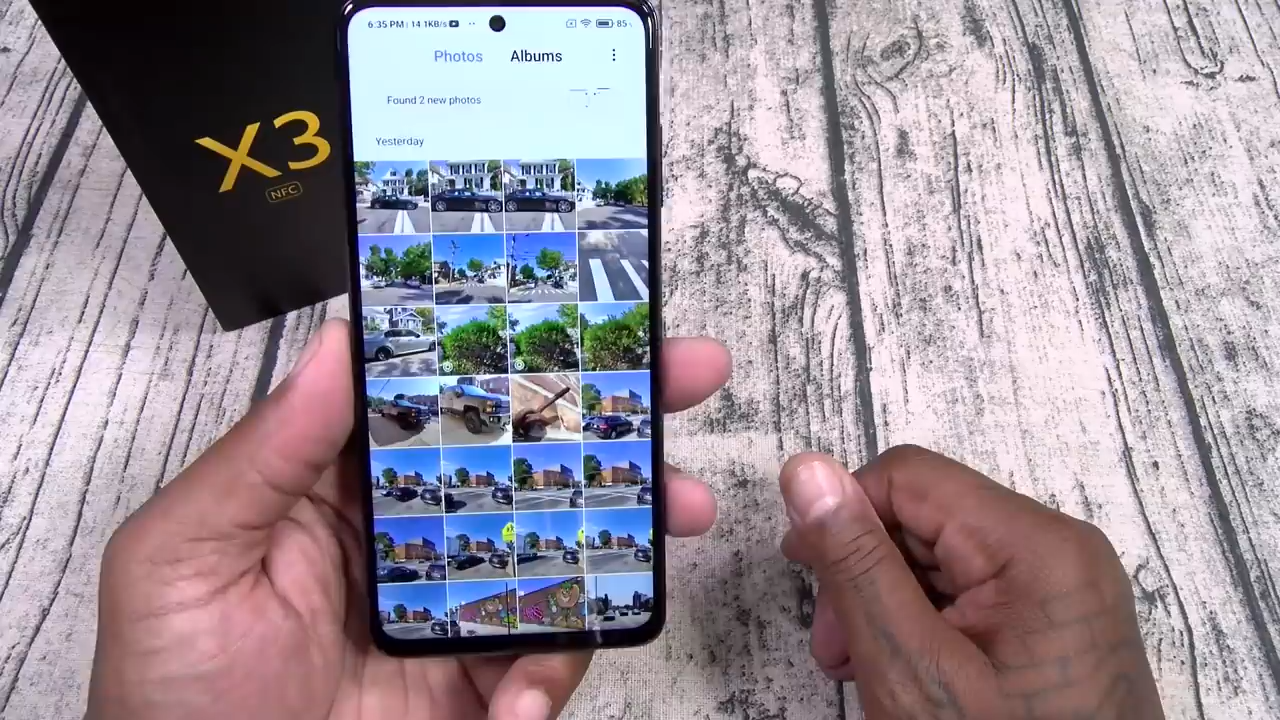 6:35 PM | 14.1KB/s
85
Photos Albums
Found 2 new photos
Yesterday
X3
NFC